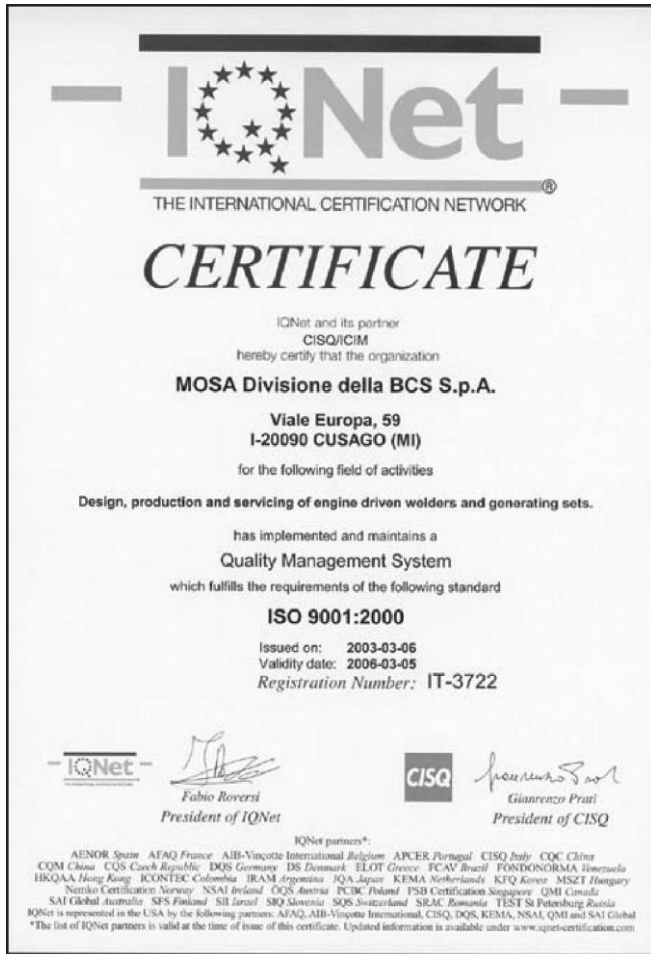 IQNet
®
THE INTERNATIONAL CERTIFICATION NETWORK
CERTIFICATE
IQNet and its partner
CISQ/ICIM
hereby certify that the organization
MOSA Divisione della BCS S.p.A.
Viale Europa, 59
I-20090 CUSAGO (MI)
for the following field of activities
Design, production and servicing of engine driven welders and generating sets.
has implemented and maintains a
Quality Management System
which fulfills the requirements of the following standard
ISO 9001:2000
Issued on: 2003-03-06
Validity date: 2006-03-05
Registration Number: IT-3722
IQNet
CISQ
Fabio Roversi
Gianrenzo Prati
President of IQNet
President of CISQ
IQNet partners*:
AENOR Spain AFAQ France AIB-Vinçotte International Belgium APCER Portugal CISQ Italy CQC China
CQM China CQS Czech Republic DQS Germany DS Denmark ELOT Greece FCAV Brazil FONDONORMA Venezuela
HKQAA Hong Kong ICONTEC Colombia IRAM Argentina JQA Japan KEMA Netherlands KFQ Korea MSZT Hungary
Nemko Certification Norway NSAI Ireland ÖQS Austria PCBC Poland PSB Certification Singapore QMI Canada
SAI Global Australia SFS Finland SII Israel SIQ Slovenia SQS Switzerland SRAC Romania TEST St Petersburg Russia
IQNet is represented in the USA by the following partners: AFAQ, AIB-Vinçotte International, CISQ, DQS, KEMA, NSAI, QMI and SAI Global
*The list of IQNet partners is valid at the time of issue of this certificate. Updated information is available under www.iqnet-certification.com